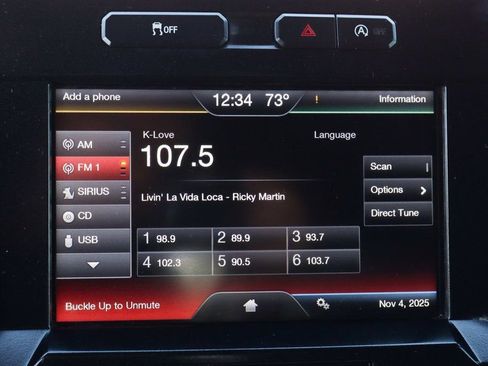 OFF
A OFF
Add a phone
12:34 73° !
Information
AM
K-Love
Language
FM 1
107.5
Scan
SIRIUS
Livin' La Vida Loca - Ricky Martin
Options
CD
Direct Tune
USB
1 98.9 2 89.9 3 93.7
4 102.3 5 90.5 6 103.7
Buckle Up to Unmute
Nov 4, 2025